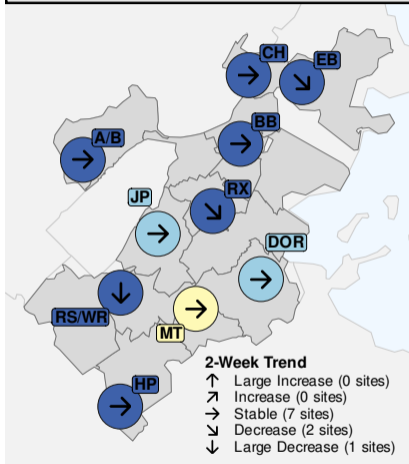 CH
EB
BB
A/B
JP
RX
DOR
RS/WR
MT
HP
2-Week Trend
↑ Large Increase (0 sites)
↗ Increase (0 sites)
→ Stable (7 sites)
↘ Decrease (2 sites)
↓ Large Decrease (1 sites)